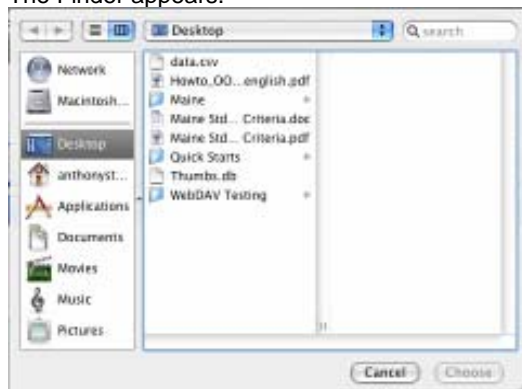 The Finder appears.
Desktop
search
Network
Macintosh...
Desktop
anthonyst...
Applications
Documents
Movies
Music
Pictures
data.csv
Howto_OO...english.pdf
Maine
Maine Std... Criteria.doc
Maine Std... Criteria.pdf
Quick Starts
Thumbs.db
WebDAV Testing
Cancel
Choose